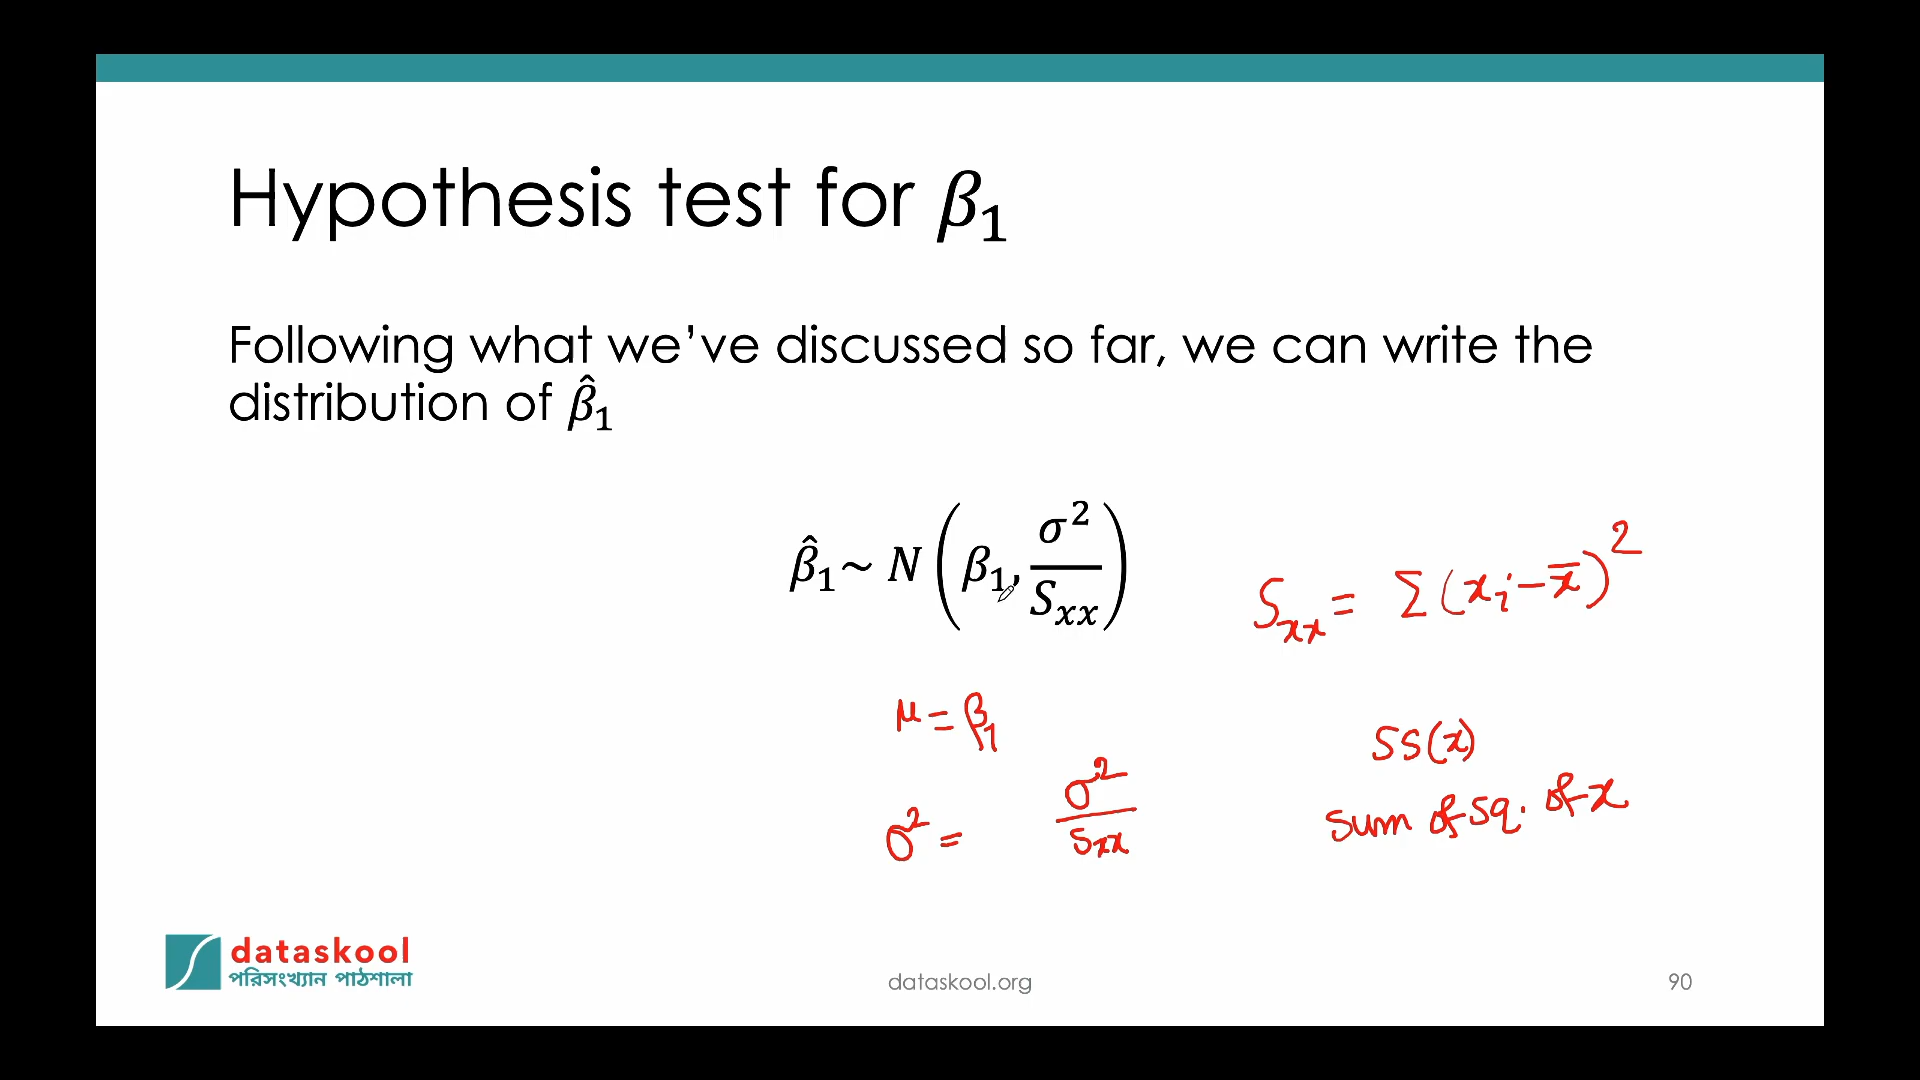 Hypothesis test for β₁
Following what we’ve discussed so far, we can write the
distribution of β̂₁
β̂₁ ~ N(β₁, σ²/Sₓₓ)
Sₓₓ = Σ(xᵢ − x̄)²
μ = β₁
SS(x)
σ² = σ²/Sₓₓ
sum of sq. of x
dataskool
পরিসংখ্যান পাঠশালা
dataskool.org
90